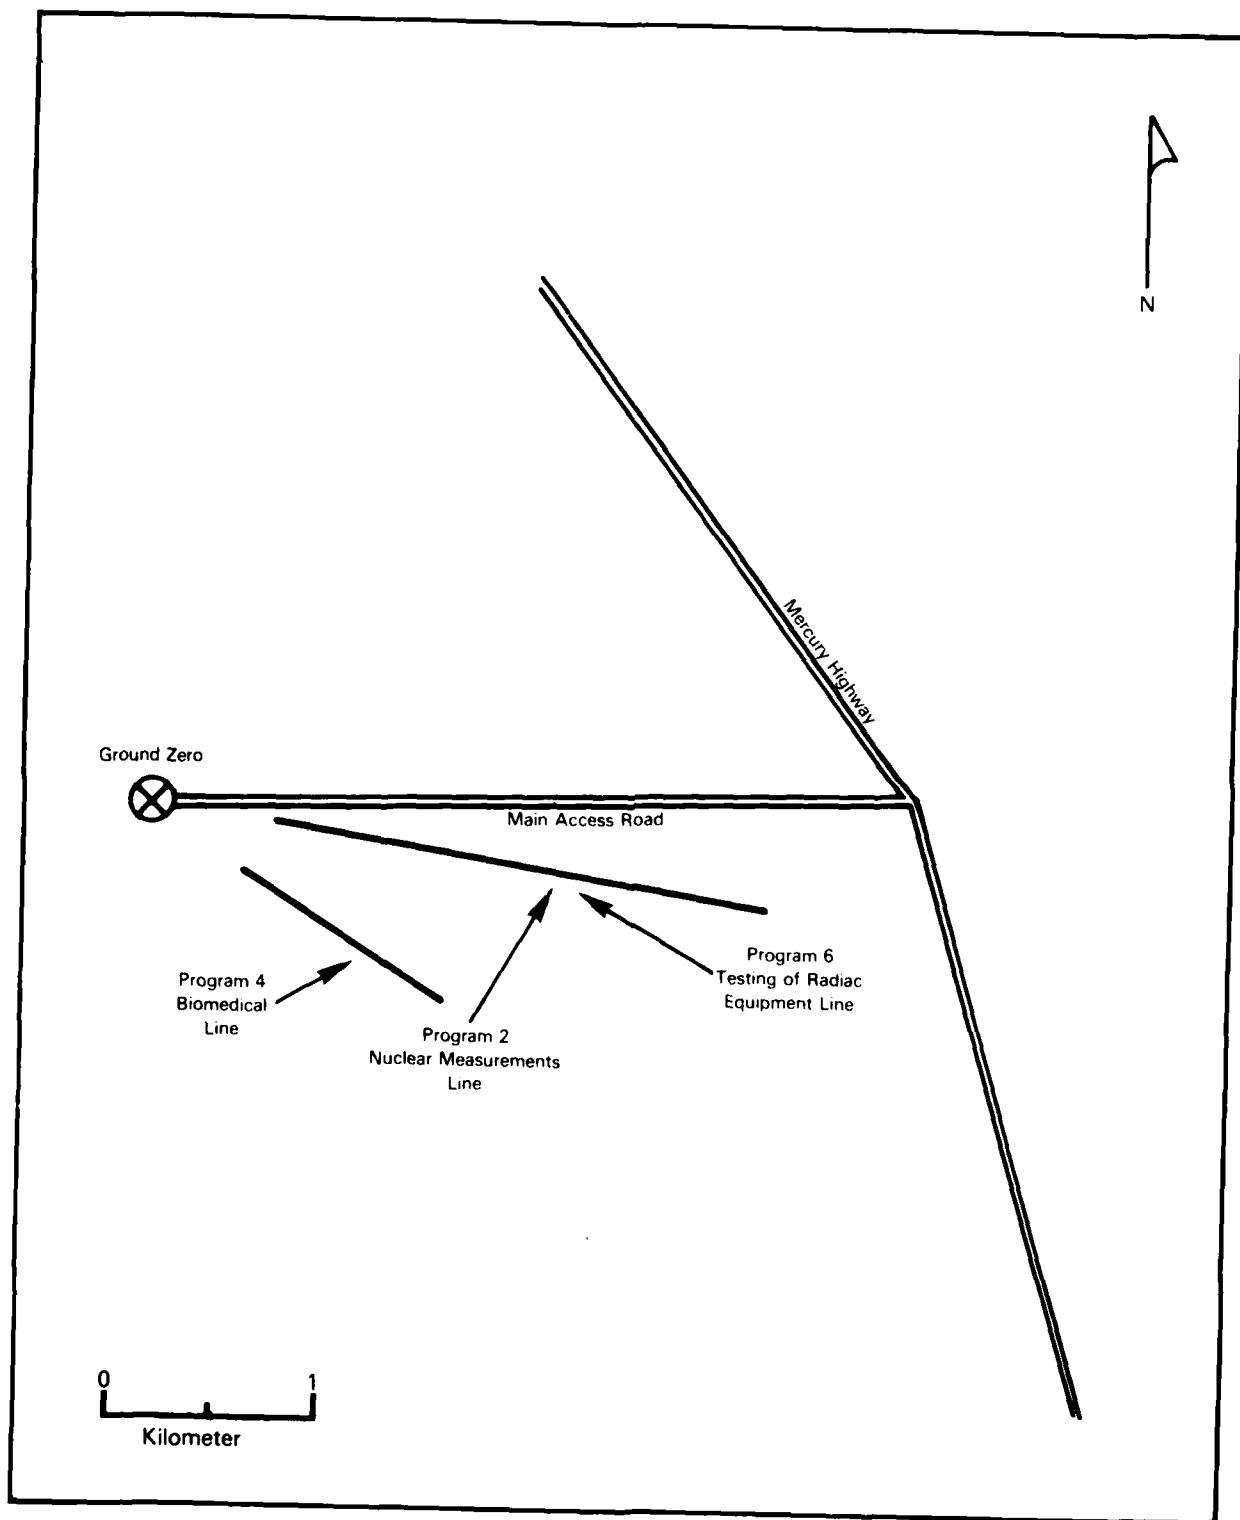 N
Mercury Highway
Ground Zero
Main Access Road
Program 6
Testing of Radiac
Equipment Line
Program 4
Biomedical
Line
Program 2
Nuclear Measurements
Line
0 1
Kilometer